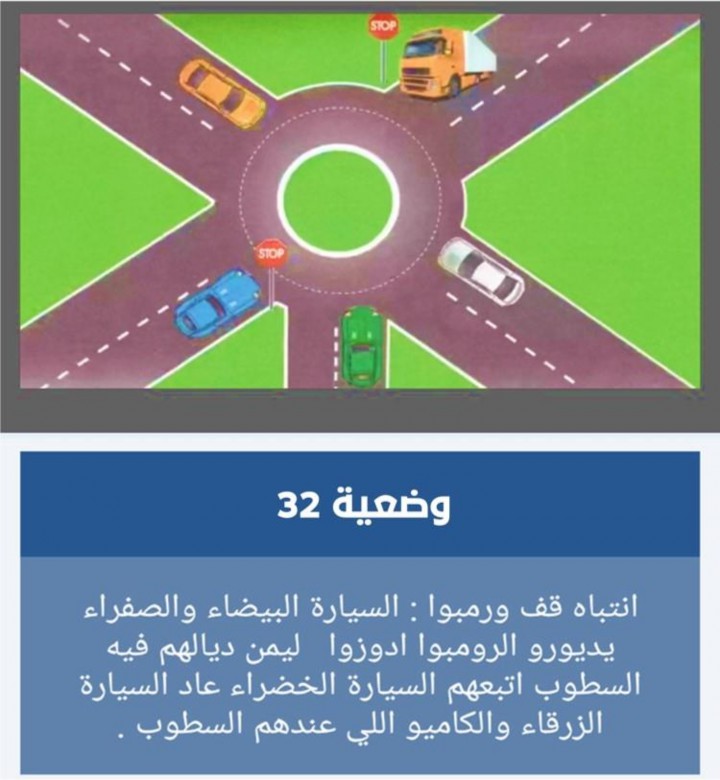 STOP
STOP
وضعية 32
انتباه قف ورمبوا : السيارة البيضاء والصفراء
يديورو الرومبوا ادوزوا ليمن ديالهم فيه
السطوب اتبعهم السيارة الخضراء عاد السيارة
الزرقاء والكاميو اللي عندهم السطوب .